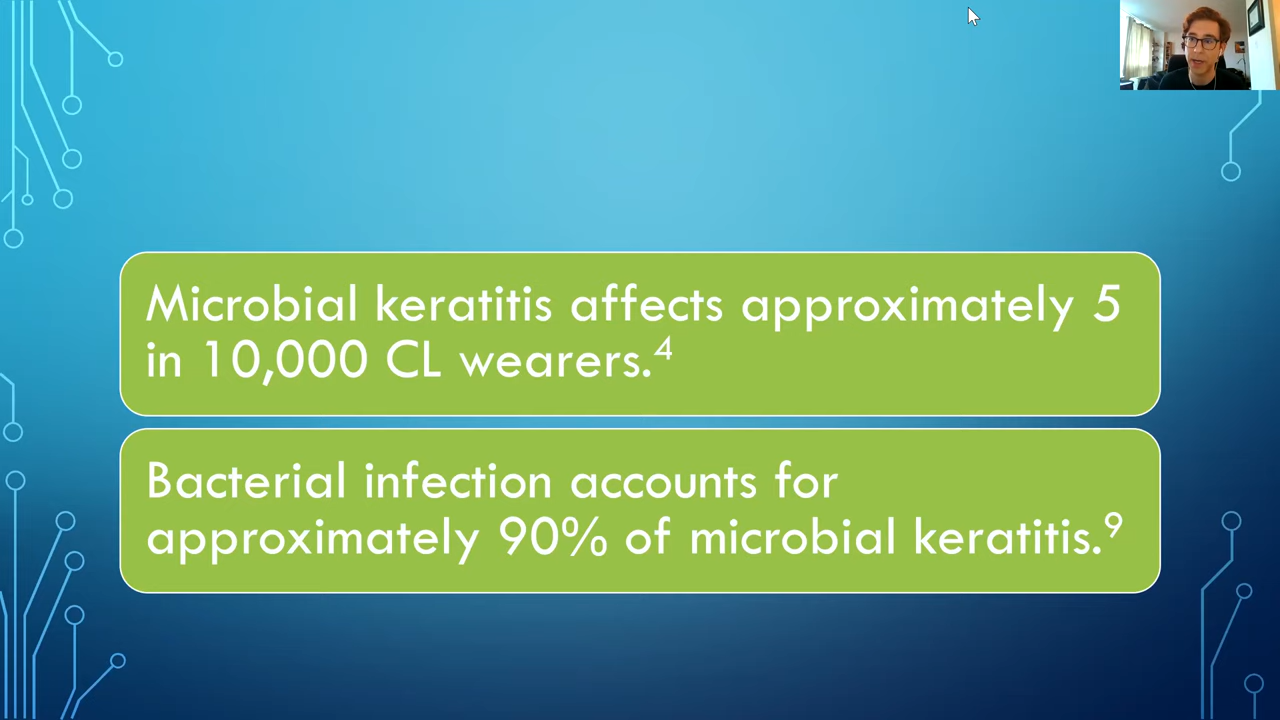 Microbial keratitis affects approximately 5
in 10,000 CL wearers.⁴
Bacterial infection accounts for
approximately 90% of microbial keratitis.⁹